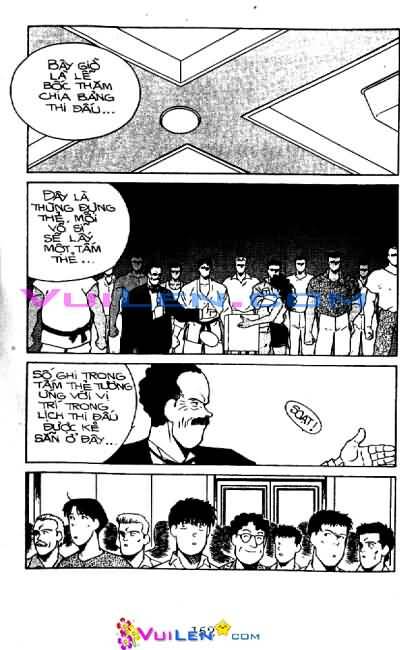 BÂY GIỜ
LÀ LỄ
BỐC THĂM
CHIA BẢNG
THI ĐẤU...
ĐÂY LÀ
THÙNG ĐỰNG
THẺ, MỖI
VÕ SĨ
SẼ LẤY
MỘT TẤM
THẺ...
VUILEN.COM
SỐ GHI TRONG
TẤM THẺ TƯƠNG
ỨNG VỚI VỊ
TRÍ TRONG
LỊCH THI ĐẤU
ĐƯỢC KẺ
SẴN Ở ĐÂY...
SOẠT!
VUILEN.COM